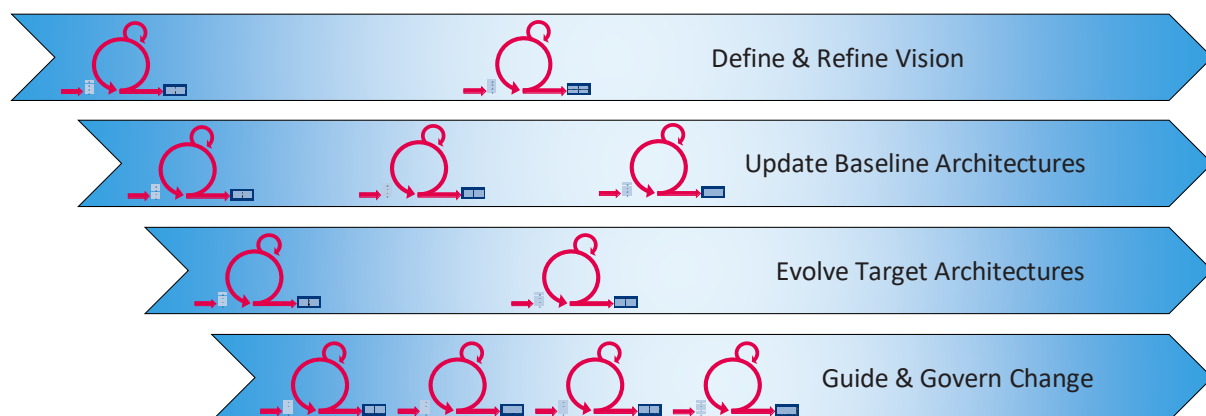 Define & Refine Vision
Update Baseline Architectures
Evolve Target Architectures
Guide & Govern Change